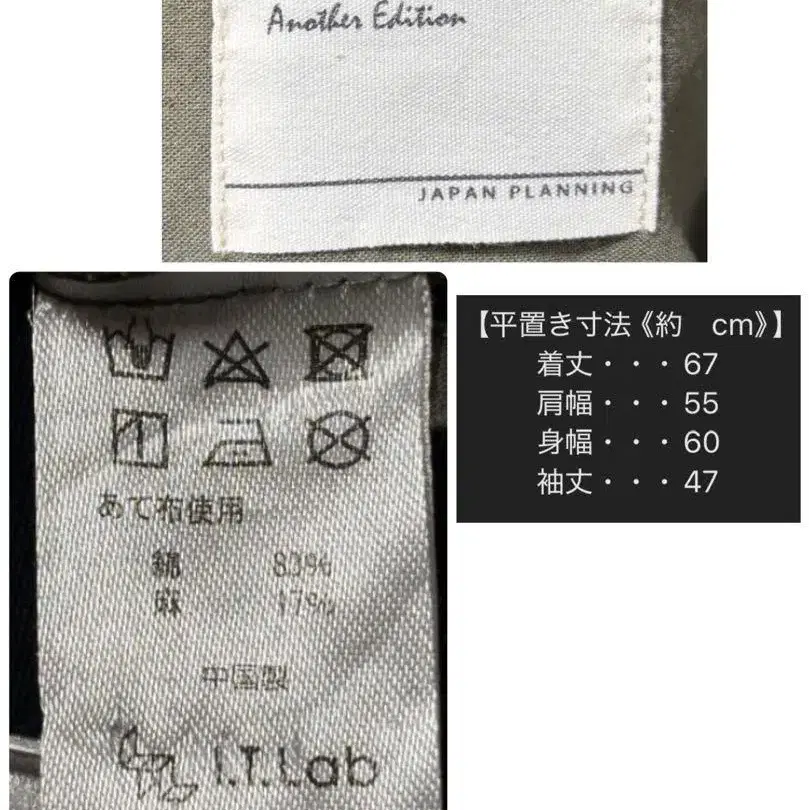 Another Edition
JAPAN PLANNING
【平置き寸法《約 cm》】
着丈・・・67
肩幅・・・55
身幅・・・60
袖丈・・・47
あて布使用
綿 83%
麻 17%
中国製
I.T.Lab